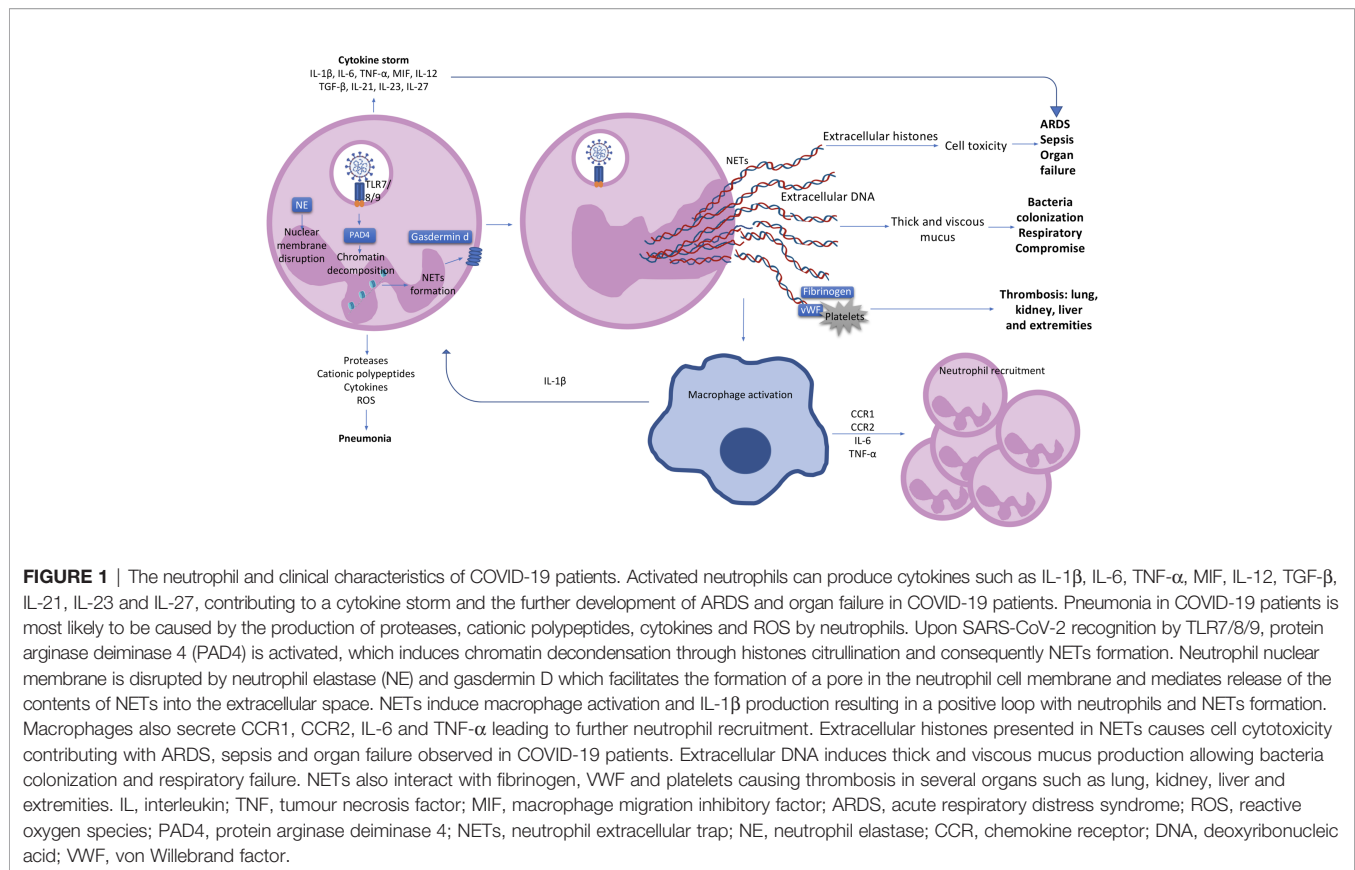 Cytokine storm
IL-1β, IL-6, TNF-α, MIF, IL-12
TGF-β, IL-21, IL-23, IL-27
TLR7/
8/9
NE
Nuclear
membrane
disruption
PAD4
Chromatin
decomposition
Gasdermin d
NETs
formation
Proteases
Cationic polypeptides
Cytokines
ROS
Pneumonia
NETs
Extracellular histones
Cell toxicity
ARDS
Sepsis
Organ
failure
Extracellular DNA
Thick and viscous
mucus
Bacteria
colonization
Respiratory
Compromise
Fibrinogen
vWF
Platelets
Thrombosis: lung,
kidney, liver
and extremities
IL-1β
Macrophage activation
CCR1
CCR2
IL-6
TNF-α
Neutrophil recruitment
FIGURE 1 | The neutrophil and clinical characteristics of COVID-19 patients. Activated neutrophils can produce cytokines such as IL-1β, IL-6, TNF-α, MIF, IL-12, TGF-β,
IL-21, IL-23 and IL-27, contributing to a cytokine storm and the further development of ARDS and organ failure in COVID-19 patients. Pneumonia in COVID-19 patients is
most likely to be caused by the production of proteases, cationic polypeptides, cytokines and ROS by neutrophils. Upon SARS-CoV-2 recognition by TLR7/8/9, protein
arginase deiminase 4 (PAD4) is activated, which induces chromatin decondensation through histones citrullination and consequently NETs formation. Neutrophil nuclear
membrane is disrupted by neutrophil elastase (NE) and gasdermin D which facilitates the formation of a pore in the neutrophil cell membrane and mediates release of the
contents of NETs into the extracellular space. NETs induce macrophage activation and IL-1β production resulting in a positive loop with neutrophils and NETs formation.
Macrophages also secrete CCR1, CCR2, IL-6 and TNF-α leading to further neutrophil recruitment. Extracellular histones presented in NETs causes cell cytotoxicity
contributing with ARDS, sepsis and organ failure observed in COVID-19 patients. Extracellular DNA induces thick and viscous mucus production allowing bacteria
colonization and respiratory failure. NETs also interact with fibrinogen, VWF and platelets causing thrombosis in several organs such as lung, kidney, liver and
extremities. IL, interleukin; TNF, tumour necrosis factor; MIF, macrophage migration inhibitory factor; ARDS, acute respiratory distress syndrome; ROS, reactive
oxygen species; PAD4, protein arginase deiminase 4; NETs, neutrophil extracellular trap; NE, neutrophil elastase; CCR, chemokine receptor; DNA, deoxyribonucleic
acid; VWF, von Willebrand factor.